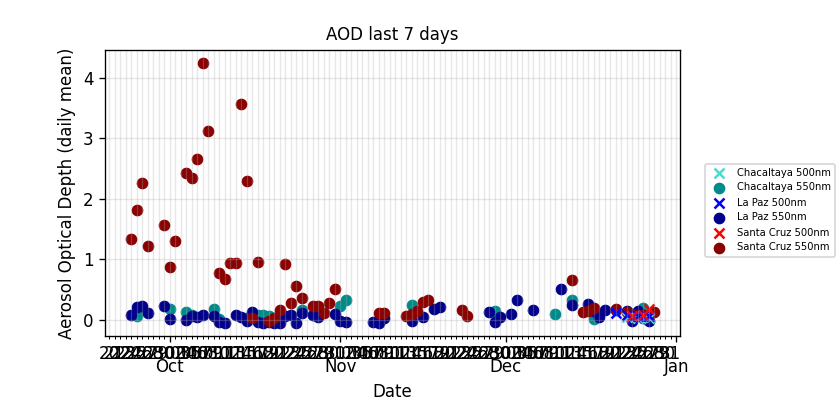 AOD last 7 days
Aerosol Optical Depth (daily mean)
4
3
2
1
0
Oct
Nov
Dec
Jan
Date
Chacaltaya 500nm
Chacaltaya 550nm
La Paz 500nm
La Paz 550nm
Santa Cruz 500nm
Santa Cruz 550nm